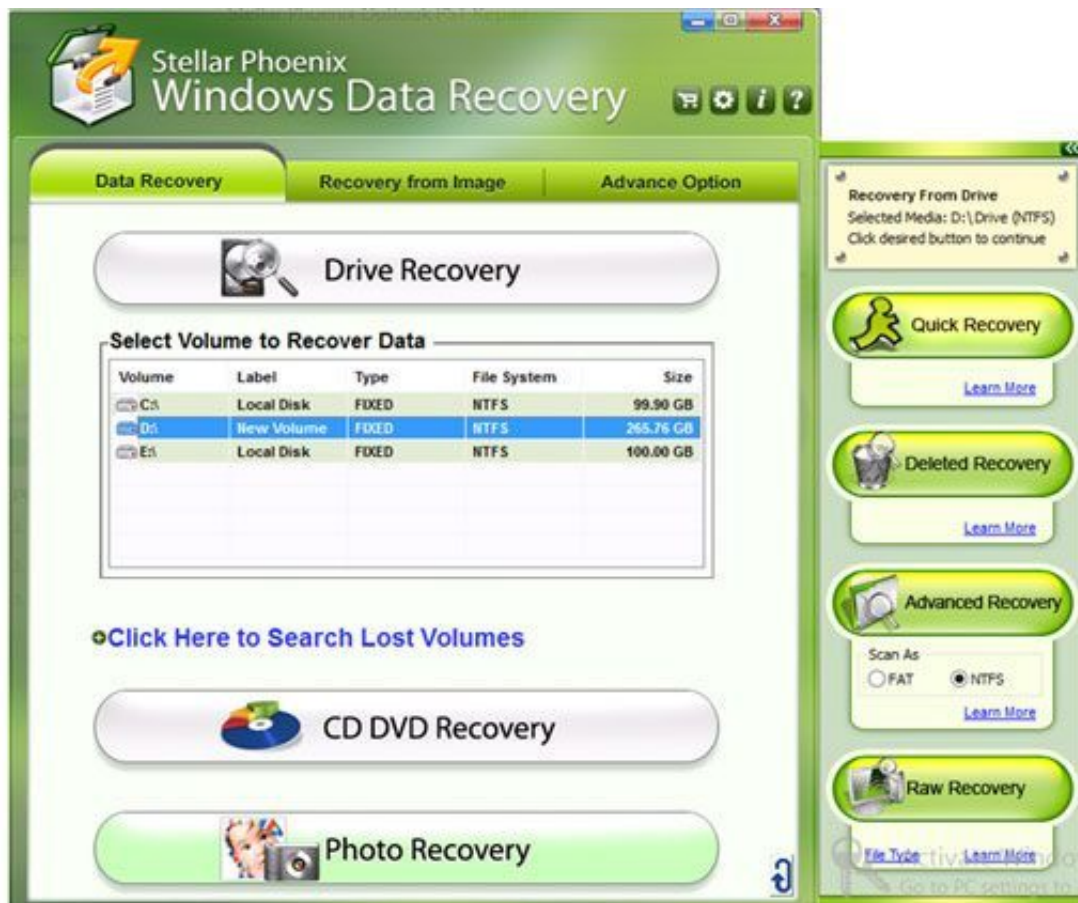 Stellar Phoenix Outlook PST Repair
Stellar Phoenix
Windows Data Recovery
Data Recovery
Recovery from Image
Advance Option
Drive Recovery
Select Volume to Recover Data
Volume Label Type File System Size
C:\ Local Disk FIXED NTFS 99.90 GB
D:\ New Volume FIXED NTFS 265.76 GB
E:\ Local Disk FIXED NTFS 100.00 GB
Click Here to Search Lost Volumes
CD DVD Recovery
Photo Recovery
Recovery From Drive
Selected Media: D:\Drive (NTFS)
Click desired button to continue
Quick Recovery
Learn More
Deleted Recovery
Learn More
Advanced Recovery
Scan As
FAT NTFS
Learn More
Raw Recovery
File Type Learn More
Go to PC settings to